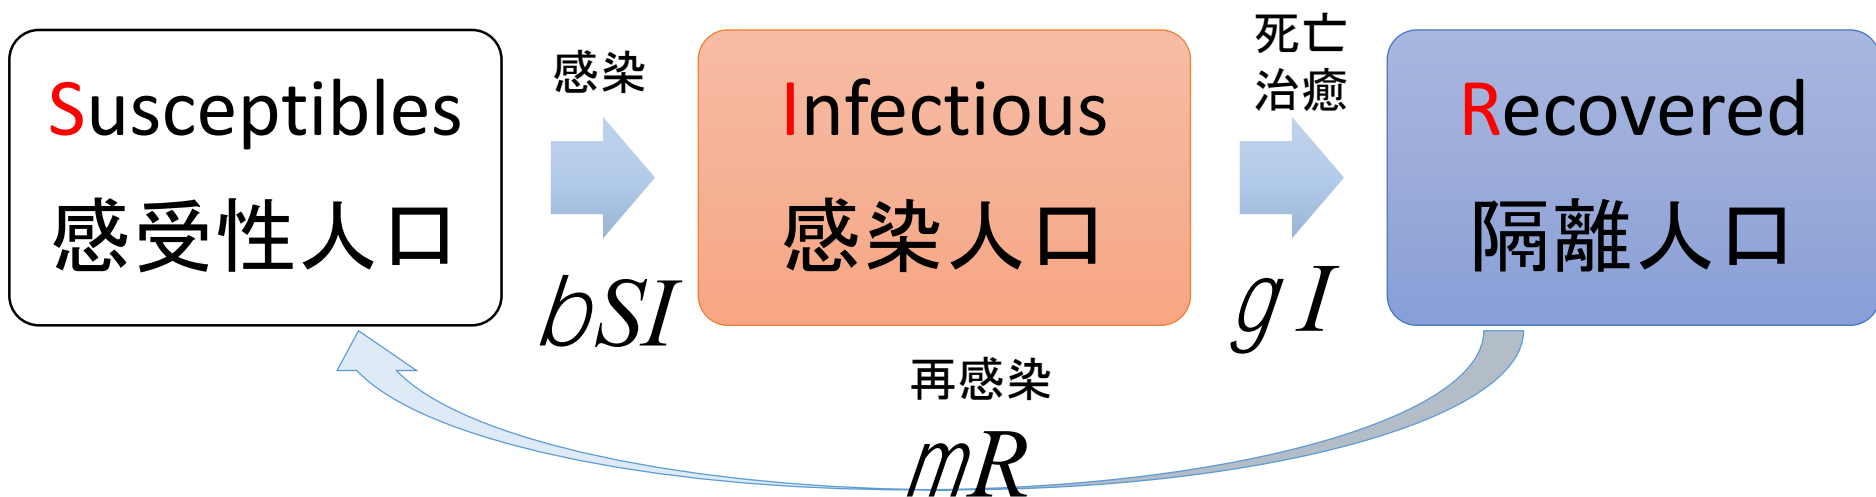 Susceptibles
感受性人口
感染
bSI
Infectious
感染人口
死亡
治癒
gI
Recovered
隔離人口
再感染
mR